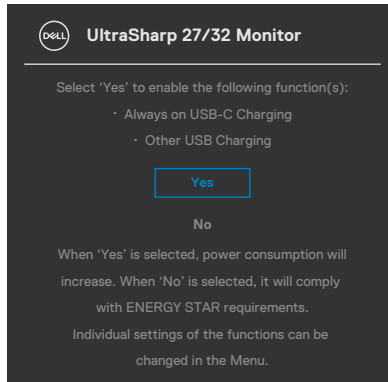 DELL
UltraSharp 27/32 Monitor
Select ‘Yes’ to enable the following function(s):
· Always on USB-C Charging
· Other USB Charging
Yes
No
When ‘Yes’ is selected, power consumption will
increase. When ‘No’ is selected, it will comply
with ENERGY STAR requirements.
Individual settings of the functions can be
changed in the Menu.